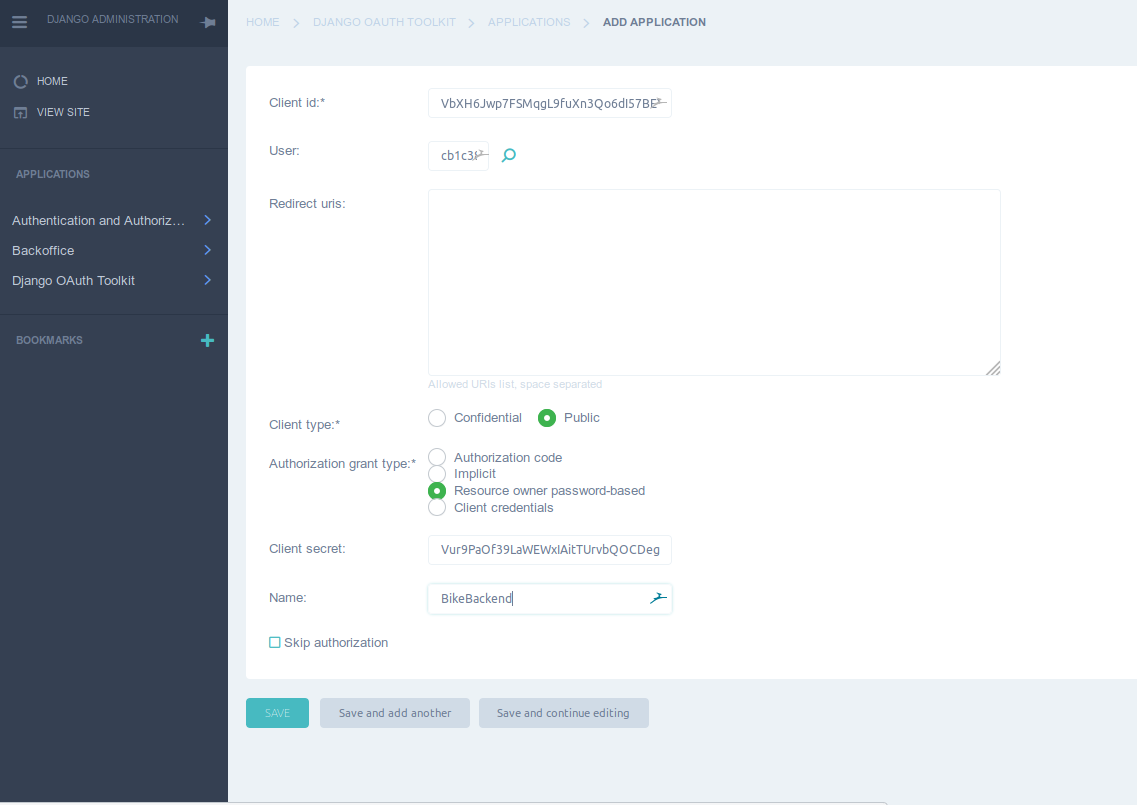 DJANGO ADMINISTRATION
HOME
VIEW SITE
APPLICATIONS
Authentication and Authoriz...
Backoffice
Django OAuth Toolkit
BOOKMARKS
HOME > DJANGO OAUTH TOOLKIT > APPLICATIONS > ADD APPLICATION
Client id:* VbXH6Jwp7FSMqgL9fuXn3Qo6dI57BE
User: cb1c3
Redirect uris:
Allowed URIs list, space separated
Client type:* Confidential Public
Authorization grant type:* Authorization code
Implicit
Resource owner password-based
Client credentials
Client secret: Vur9PaOf39LaWEWxIAitTUrvbQOCDeg
Name: BikeBackend
Skip authorization
SAVE Save and add another Save and continue editing